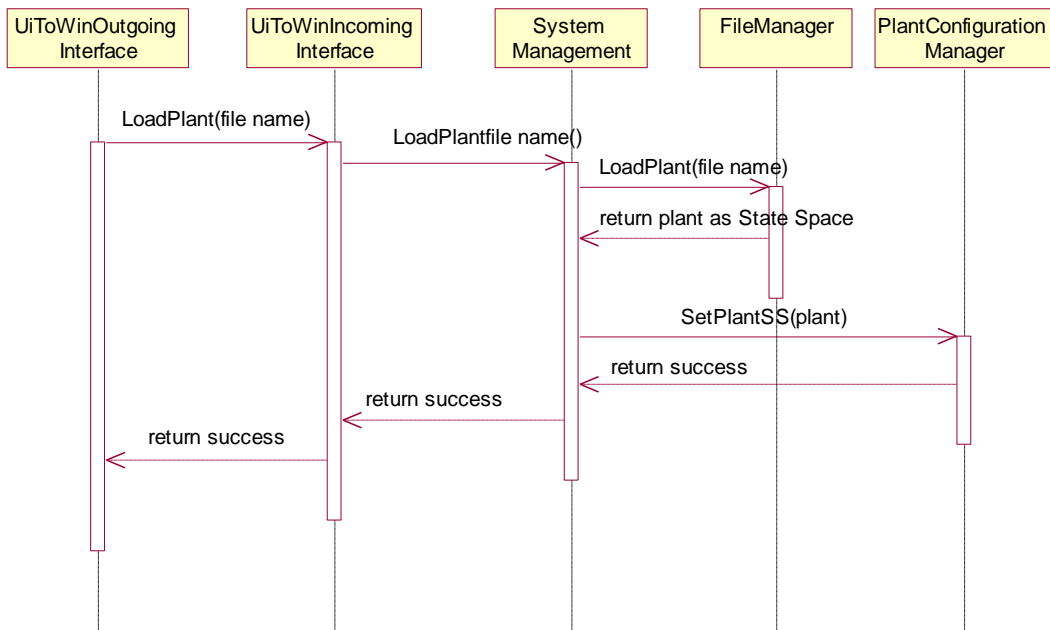 UiToWinOutgoing
Interface
UiToWinIncoming
Interface
System
Management
FileManager
PlantConfiguration
Manager
LoadPlant(file name)
LoadPlantfile name()
LoadPlant(file name)
return plant as State Space
SetPlantSS(plant)
return success
return success
return success